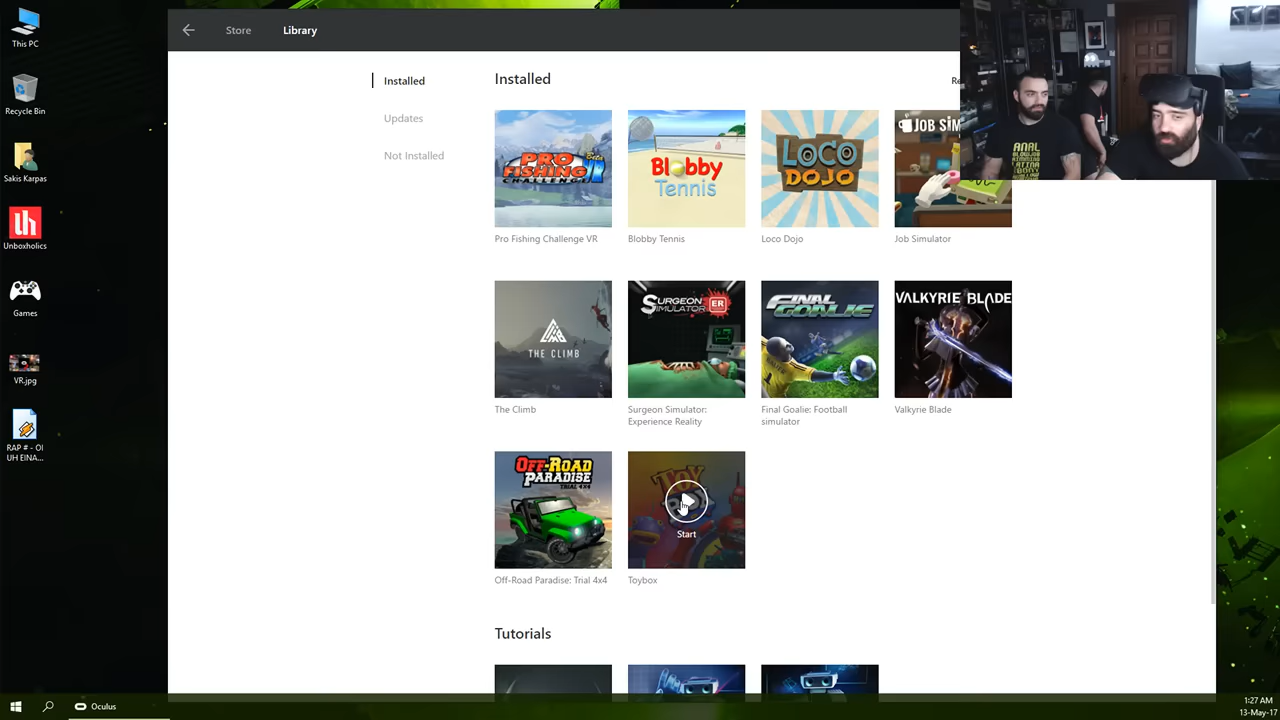 This PC
Recycle Bin
Sakis Karpas
Unboxholics
Games
VR.jpg
RAP # - OI
UH EINA...
Store
Library
Installed
Updates
Not Installed
Installed
PRO
FISHING
CHALLENGE
Pro Fishing Challenge VR
Blobby
Tennis
Blobby Tennis
LOCO
DOJO
Loco Dojo
JOB SIM
Job Simulator
THE CLIMB
The Climb
SURGEON
SIMULATOR
ER
Surgeon Simulator:
Experience Reality
FINAL
GOALIE
Final Goalie: Football
simulator
VALKYRIE BLADE
Valkyrie Blade
OFF-ROAD
PARADISE
TRIAL 4x4
Off-Road Paradise: Trial 4x4
TOY
Start
Toybox
Tutorials
Oculus
1:27 AM
13-May-17